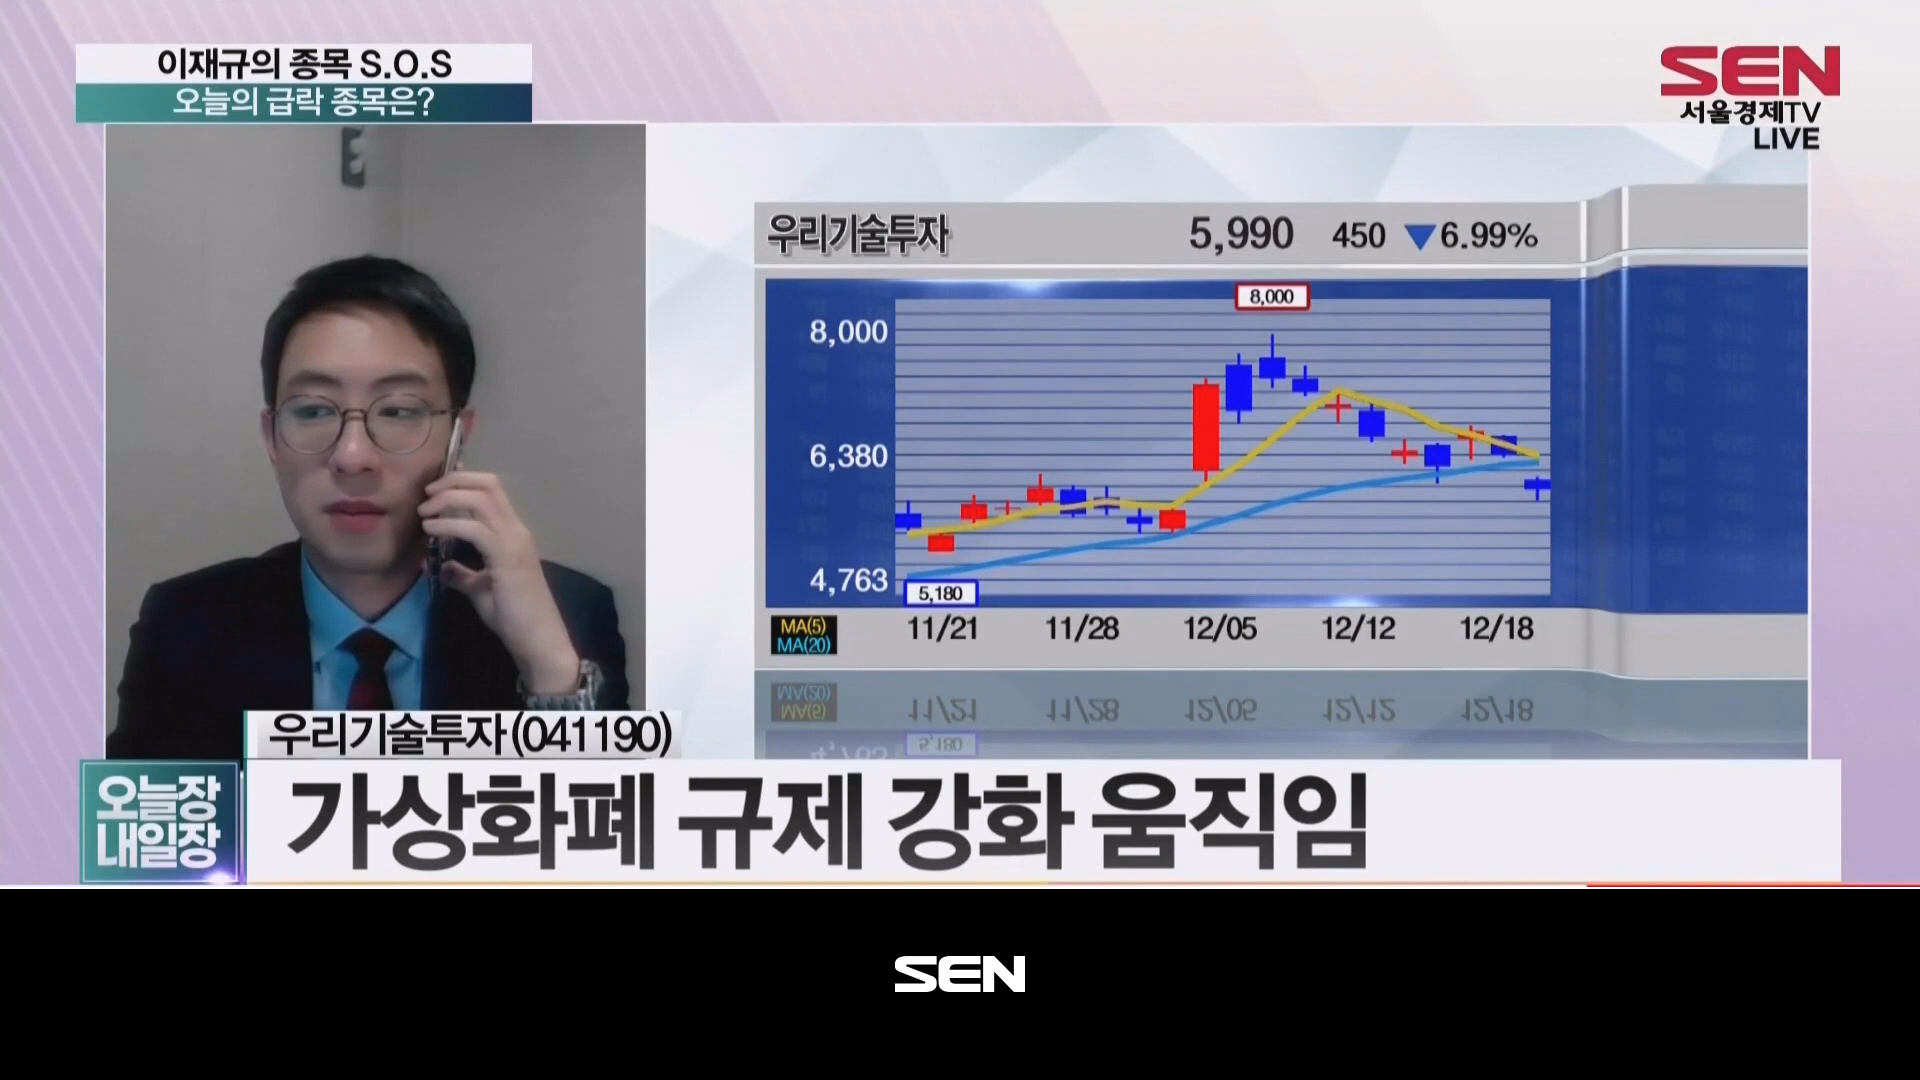 이재규의 종목 S.O.S
오늘의 급락 종목은?
SEN
서울경제TV
LIVE
우리기술투자 5,990 450 ▼6.99%
8,000
8,000
6,380
4,763
5,180
MA(5)
MA(20)
11/21 11/28 12/05 12/12 12/18
우리기술투자(041190)
오늘장
내일장
가상화폐 규제 강화 움직임
SEN